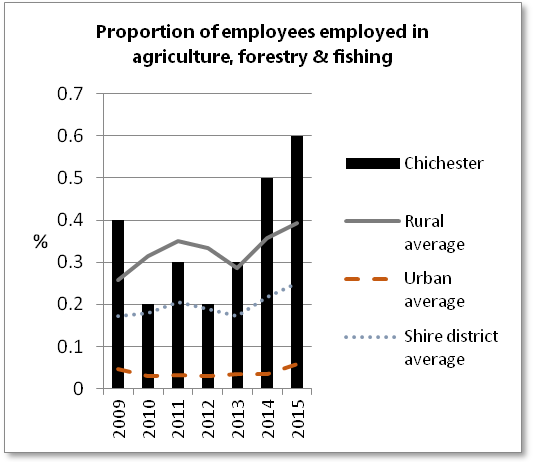 Proportion of employees employed in
agriculture, forestry & fishing
0.7
0.6
0.5
0.4
0.3
0.2
0.1
0
%
2009
2010
2011
2012
2013
2014
2015
Chichester
Rural
average
Urban
average
Shire district
average